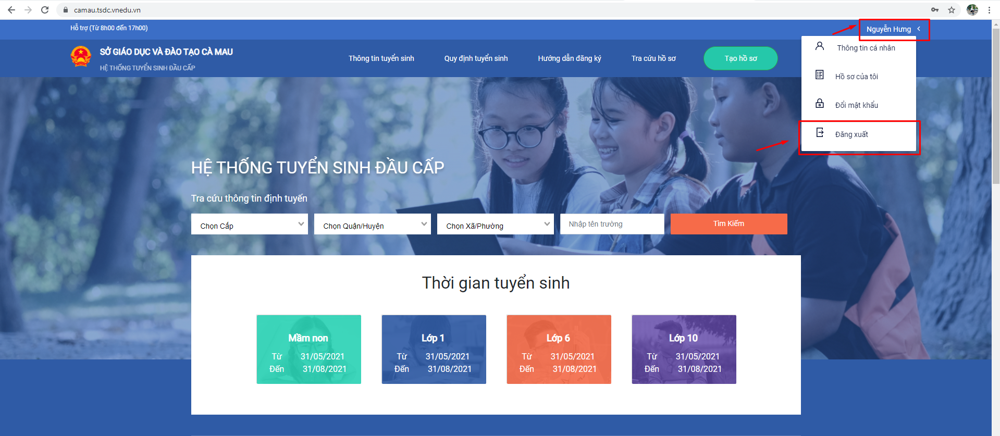 camau.tsdc.vnedu.vn
Hỗ trợ (Từ 8h00 đến 17h00)
Nguyễn Hưng
SỞ GIÁO DỤC VÀ ĐÀO TẠO CÀ MAU
HỆ THỐNG TUYỂN SINH ĐẦU CẤP
Thông tin tuyển sinh
Quy định tuyển sinh
Hướng dẫn đăng ký
Tra cứu hồ sơ
Tạo hồ sơ
Thông tin cá nhân
Hồ sơ của tôi
Đổi mật khẩu
Đăng xuất
HỆ THỐNG TUYỂN SINH ĐẦU CẤP
Tra cứu thông tin định tuyến
Chọn Cấp
Chọn Quận/Huyện
Chọn Xã/Phường
Nhập tên trường
Tìm Kiếm
Thời gian tuyển sinh
Mầm non
Từ 31/05/2021
Đến 31/08/2021
Lớp 1
Từ 31/05/2021
Đến 31/08/2021
Lớp 6
Từ 31/05/2021
Đến 31/08/2021
Lớp 10
Từ 31/05/2021
Đến 31/08/2021